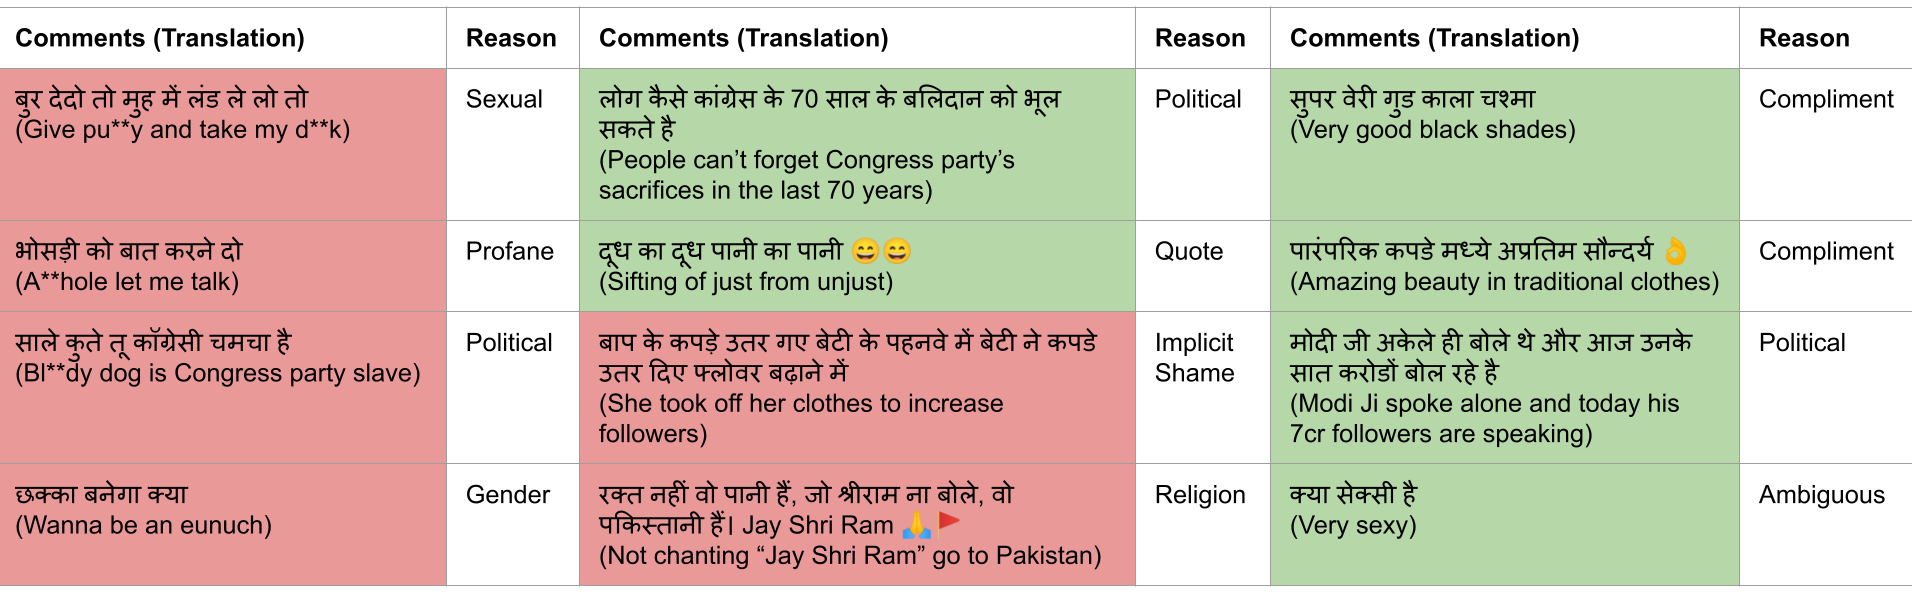 Comments (Translation) Reason Comments (Translation) Reason Comments (Translation) Reason
बुर देदो तो मुह में लंड ले लो तो
(Give pu**y and take my d**k)
Sexual
लोग कैसे कांग्रेस के 70 साल के बलिदान को भूल
सकते है
(People can’t forget Congress party’s
sacrifices in the last 70 years)
Political
सुपर वेरी गुड काला चश्मा
(Very good black shades)
Compliment
भोसड़ी को बात करने दो
(A**hole let me talk)
Profane
दूध का दूध पानी का पानी 😄😄
(Sifting of just from unjust)
Quote
पारंपरिक कपडे मध्ये अप्रतिम सौन्दर्य 👌
(Amazing beauty in traditional clothes)
Compliment
साले कुते तू कॉग्रेसी चमचा है
(Bl**dy dog is Congress party slave)
Political
बाप के कपड़े उतर गए बेटी के पहनवे में बेटी ने कपडे
उतर दिए फ्लोवर बढ़ाने में
(She took off her clothes to increase
followers)
Implicit
Shame
मोदी जी अकेले ही बोले थे और आज उनके
सात करोडों बोल रहे है
(Modi Ji spoke alone and today his
7cr followers are speaking)
Political
छक्का बनेगा क्या
(Wanna be an eunuch)
Gender
रक्त नहीं वो पानी हैं, जो श्रीराम ना बोले, वो
पकिस्तानी हैं। Jay Shri Ram 🙏🚩
(Not chanting “Jay Shri Ram” go to Pakistan)
Religion
क्या सेक्सी है
(Very sexy)
Ambiguous